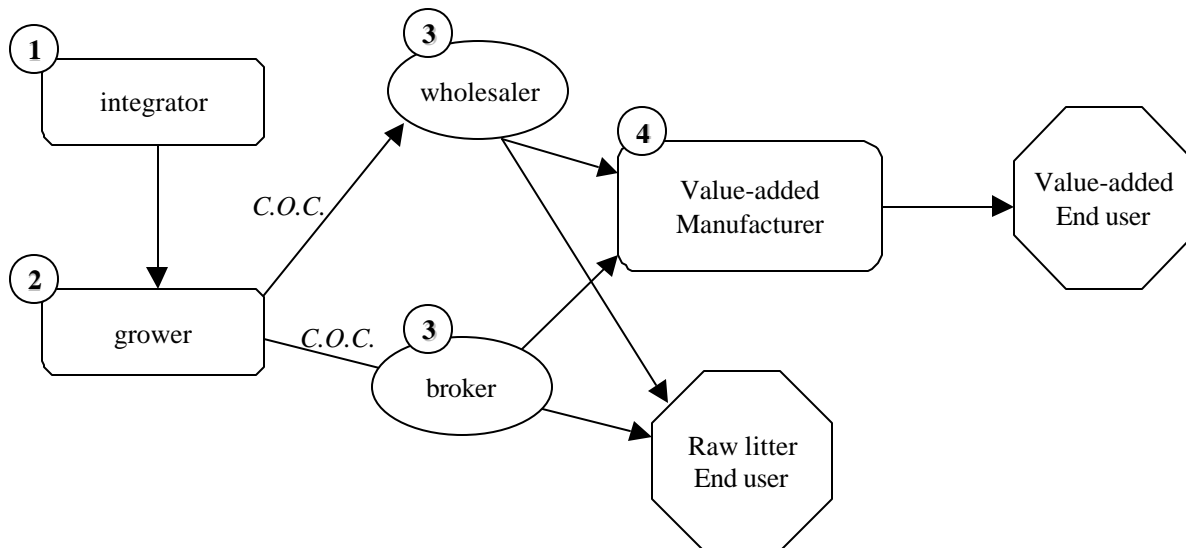 1
integrator
2
grower
C.O.C.
C.O.C.
3
wholesaler
3
broker
4
Value-added
Manufacturer
Value-added
End user
Raw litter
End user